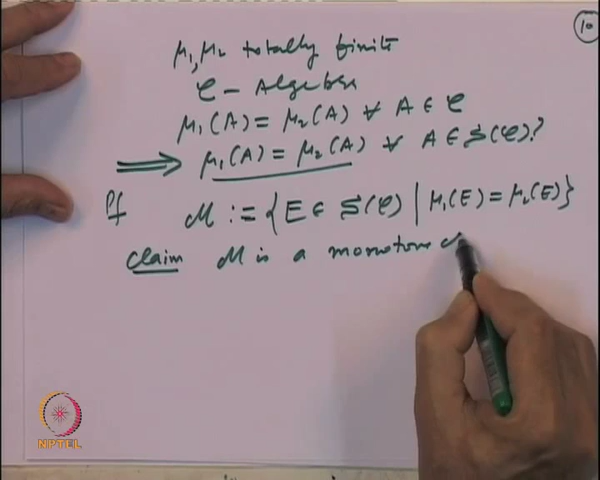 10
μ₁, μ₂ totally finite
𝒞 – Algebra
μ₁(A) = μ₂(A) ∀ A ∈ 𝒞
⟹ μ₁(A) = μ₂(A) ∀ A ∈ S(𝒞)?
Pf ℳ := {E ∈ S(𝒞) | μ₁(E) = μ₂(E)}
Claim ℳ is a monotone
NPTEL